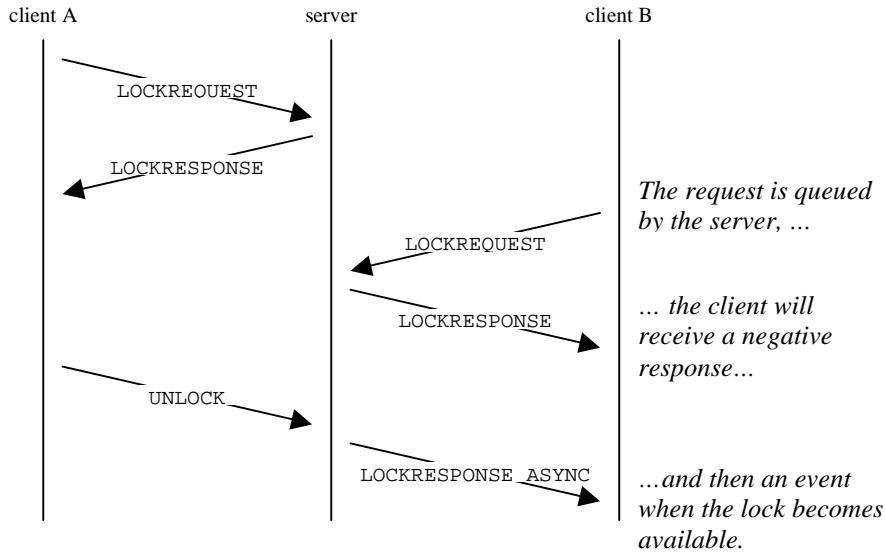 client A server client B
LOCKREQUEST
LOCKRESPONSE
The request is queued
by the server, …
LOCKREQUEST
… the client will
LOCKRESPONSE
receive a negative
response…
UNLOCK
LOCKRESPONSE_ASYNC
…and then an event
when the lock becomes
available.